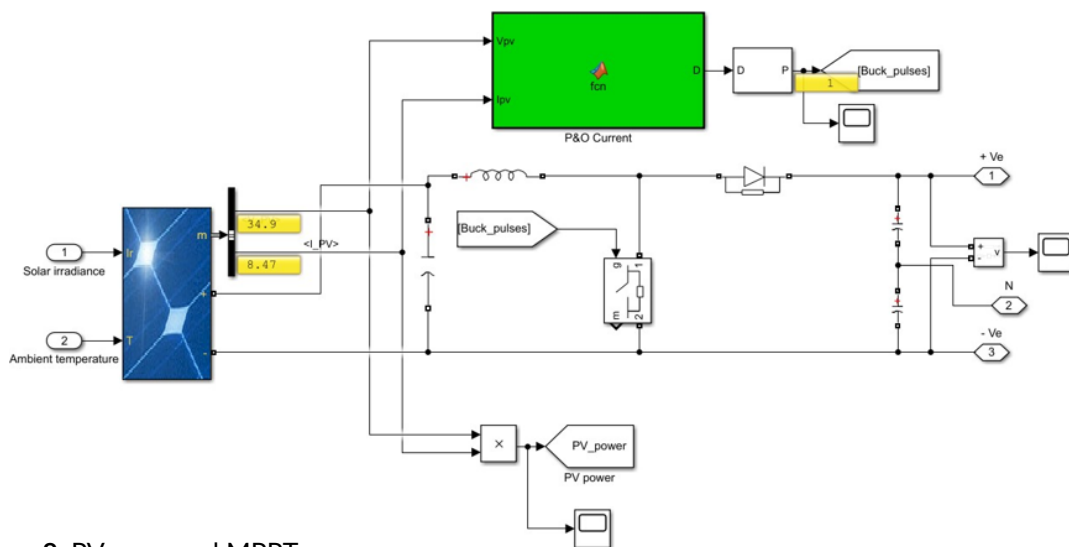 Vpv
Ipv
fcn
D
P&O Current
D
P
1
[Buck_pulses]
+ Ve
1
34.9
<I_PV>
8.47
m
Ir
+
T
-
1
Solar irradiance
2
Ambient temperature
[Buck_pulses]
g
1
m
2
+
-
v
N
2
- Ve
3
×
PV_power
PV power